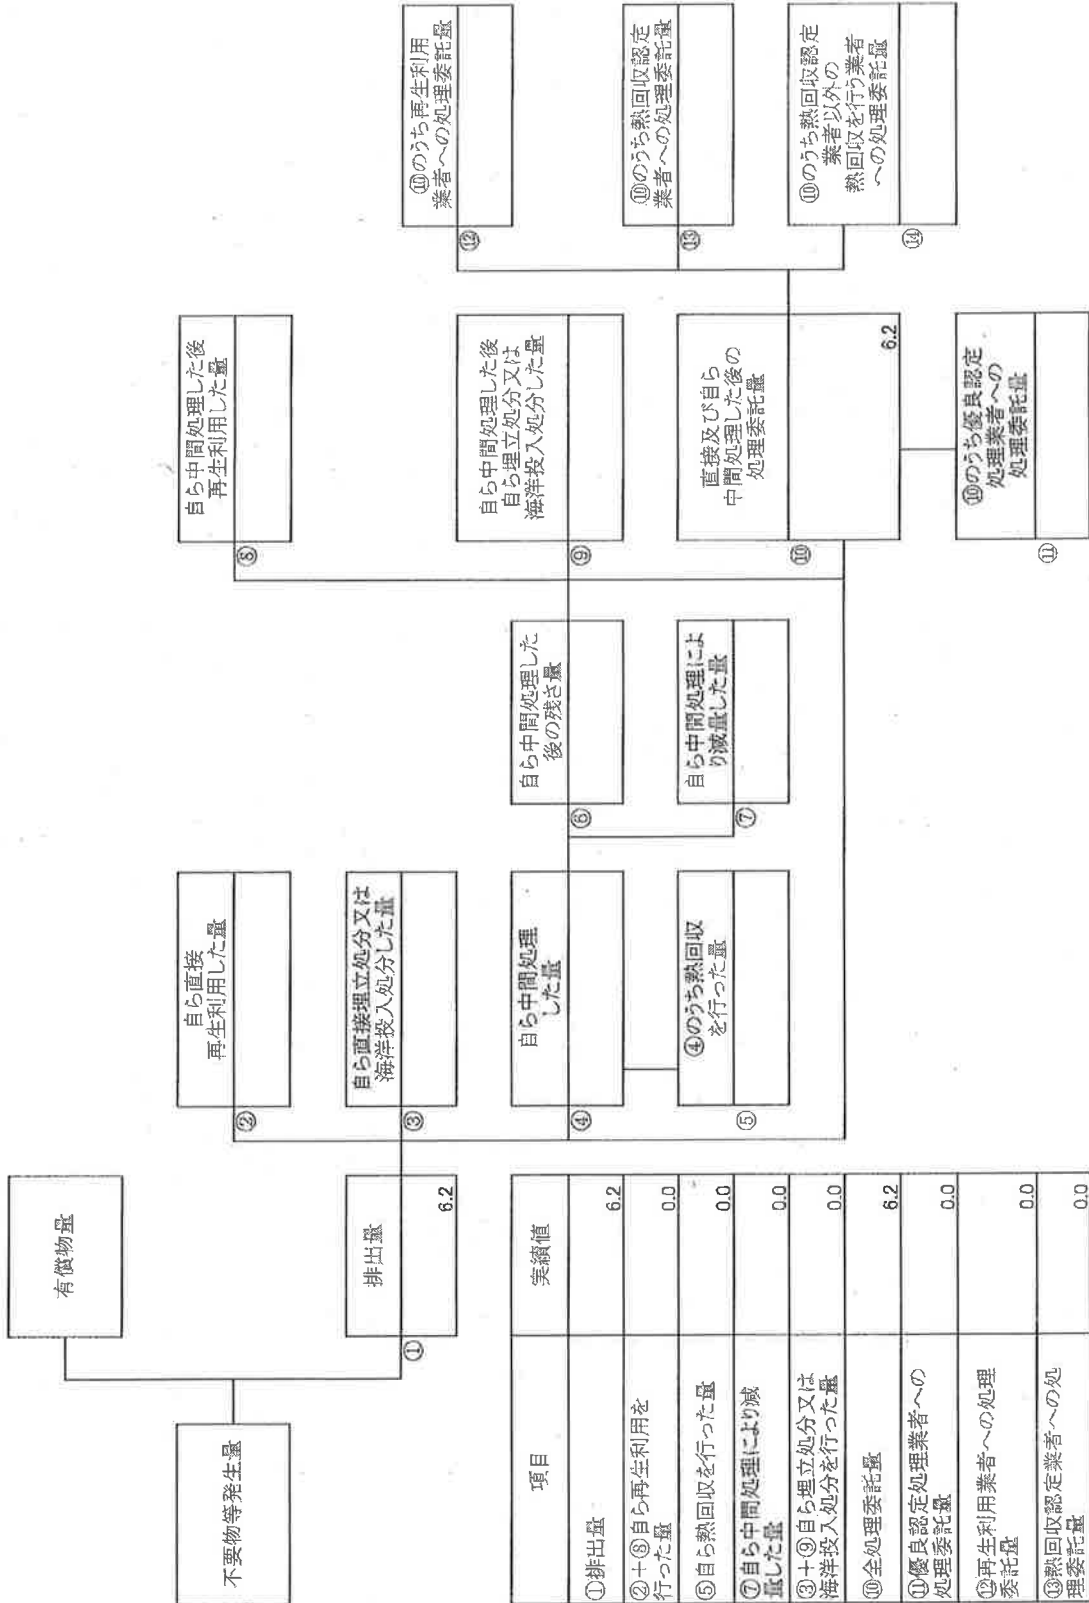 不要物等発生量
有償物量
①
排出量
6.2
②
自ら直接
再生利用した量
③
自ら直接埋立処分又は
海洋投入処分した量
④
自ら中間処理
した量
⑤
④のうち熱回収
を行った量
⑥
自ら中間処理した
後の残さ量
⑦
自ら中間処理によ
り減量した量
⑧
自ら中間処理した後
再生利用した量
⑨
自ら中間処理した後
自ら埋立処分又は
海洋投入処分した量
⑩
直接及び自ら
中間処理した後の
処理委託量
6.2
⑪
⑩のうち優良認定
処理業者への
処理委託量
⑫
⑩のうち再生利用
業者への処理委託量
⑬
⑩のうち熱回収認定
業者への処理委託量
⑭
⑩のうち熱回収認定
業者以外の
熱回収を行う業者
への処理委託量
項目
実績値
①排出量
6.2
②+⑧自ら再生利用を
行った量
0.0
⑤自ら熱回収を行った量
0.0
⑦自ら中間処理により減
量した量
0.0
③+⑨自ら埋立処分又は
海洋投入処分を行った量
0.0
⑩全処理委託量
6.2
⑪優良認定処理業者への
処理委託量
0.0
⑫再生利用業者への処理
委託量
0.0
⑬熱回収認定業者への処
理委託量
0.0